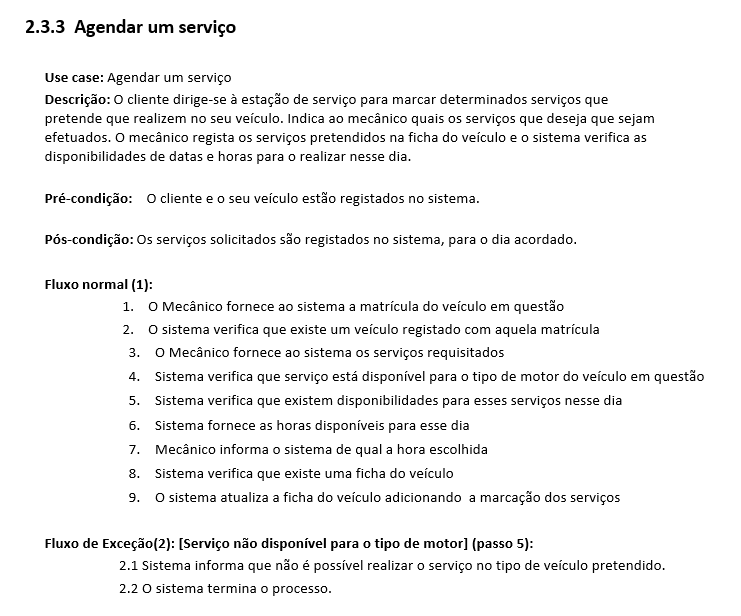 2.3.3 Agendar um serviço
Use case: Agendar um serviço
Descrição: O cliente dirige-se à estação de serviço para marcar determinados serviços que
pretende que realizem no seu veículo. Indica ao mecânico quais os serviços que deseja que sejam
efetuados. O mecânico regista os serviços pretendidos na ficha do veículo e o sistema verifica as
disponibilidades de datas e horas para o realizar nesse dia.
Pré-condição: O cliente e o seu veículo estão registados no sistema.
Pós-condição: Os serviços solicitados são registados no sistema, para o dia acordado.
Fluxo normal (1):
1. O Mecânico fornece ao sistema a matrícula do veículo em questão
2. O sistema verifica que existe um veículo registado com aquela matrícula
3. O Mecânico fornece ao sistema os serviços requisitados
4. Sistema verifica que serviço está disponível para o tipo de motor do veículo em questão
5. Sistema verifica que existem disponibilidades para esses serviços nesse dia
6. Sistema fornece as horas disponíveis para esse dia
7. Mecânico informa o sistema de qual a hora escolhida
8. Sistema verifica que existe uma ficha do veículo
9. O sistema atualiza a ficha do veículo adicionando a marcação dos serviços
Fluxo de Exceção(2): [Serviço não disponível para o tipo de motor] (passo 5):
2.1 Sistema informa que não é possível realizar o serviço no tipo de veículo pretendido.
2.2 O sistema termina o processo.